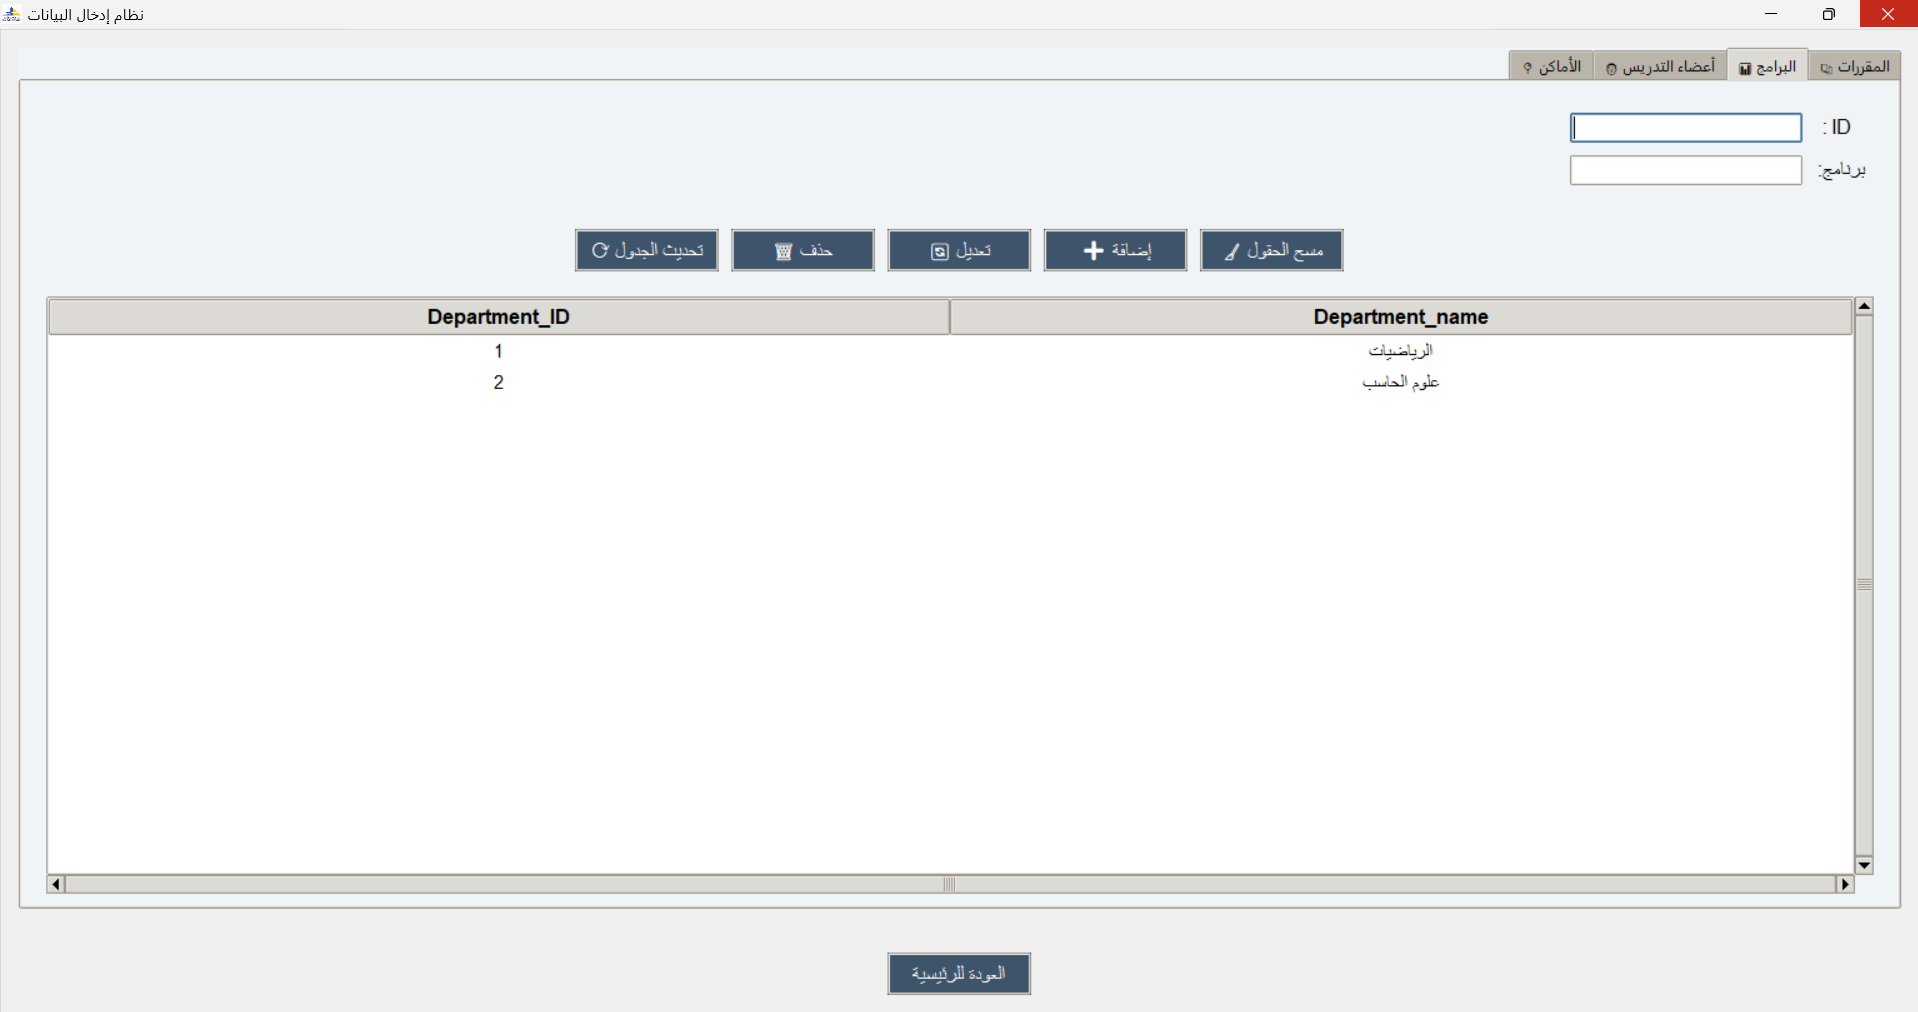 نظام إدخال البيانات
المقررات
البرامج
أعضاء التدريس
الأماكن
ID :
برنامج:
مسح الحقول
إضافة
تعديل
حذف
تحديث الجدول
Department_ID Department_name
1 الرياضيات
2 علوم الحاسب
العودة للرئيسية